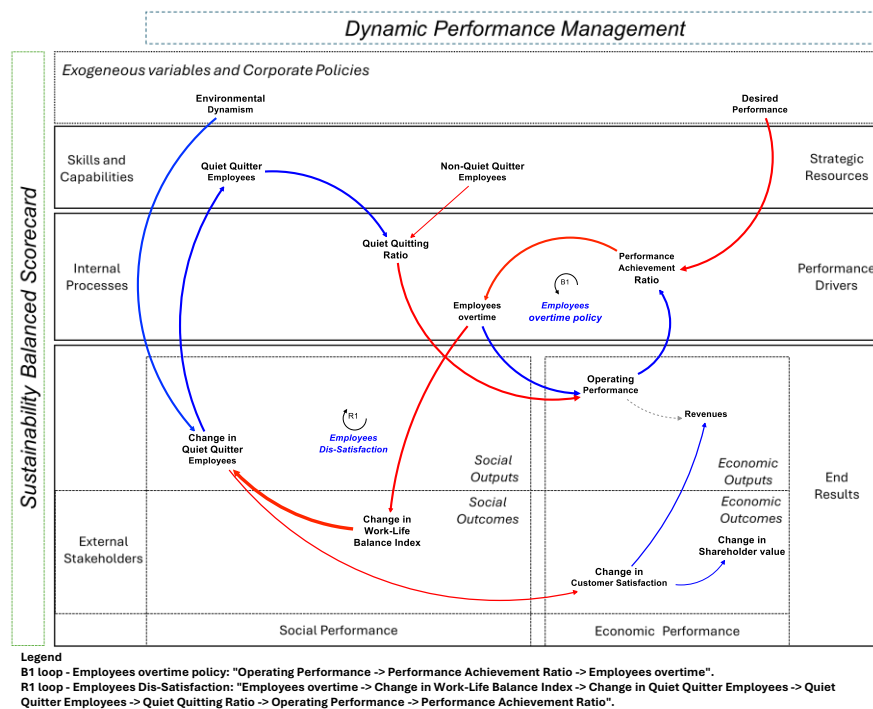 Dynamic Performance Management
Sustainability Balanced Scorecard
Exogeneous variables and Corporate Policies
Environmental
Dynamism
Desired
Performance
Skills and
Capabilities
Quiet Quitter
Employees
Non-Quiet Quitter
Employees
Strategic
Resources
Quiet Quitting
Ratio
Performance
Achievement
Ratio
Internal
Processes
Performance
Drivers
B1
Employees
overtime
Employees
overtime policy
Operating
Performance
Revenues
R1
Employees
Dis-Satisfaction
Change in
Quiet Quitter
Employees
Social
Outputs
Economic
Outputs
End
Results
Social
Outcomes
Economic
Outcomes
External
Stakeholders
Change in
Work-Life
Balance Index
Change in
Shareholder value
Change in
Customer Satisfaction
Social Performance
Economic Performance
Legend
B1 loop - Employees overtime policy: "Operating Performance -> Performance Achievement Ratio -> Employees overtime".
R1 loop - Employees Dis-Satisfaction: "Employees overtime -> Change in Work-Life Balance Index -> Change in Quiet Quitter Employees -> Quiet
Quitter Employees -> Quiet Quitting Ratio -> Operating Performance -> Performance Achievement Ratio".